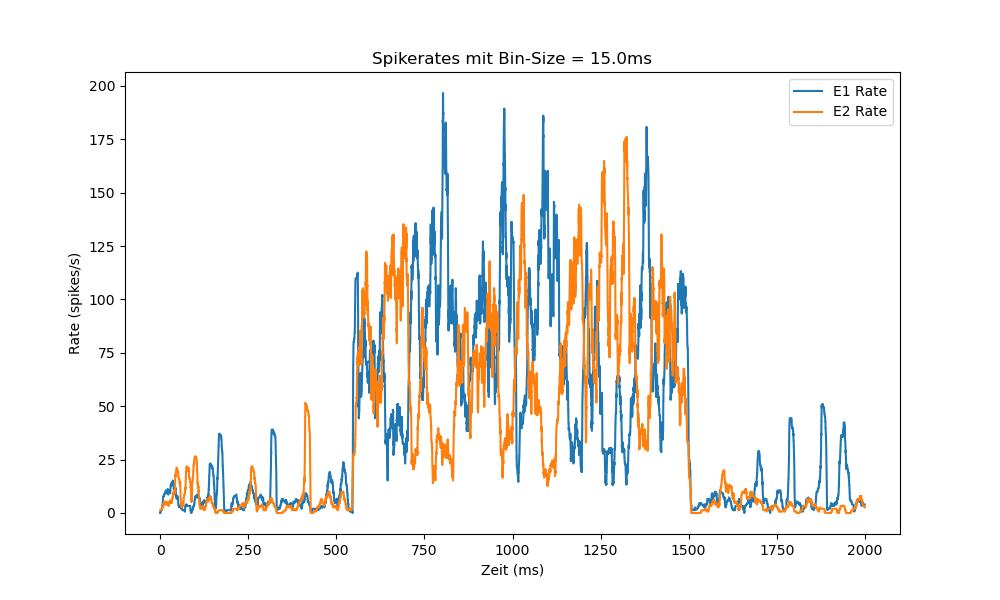 Spikerates mit Bin-Size = 15.0ms
E1 Rate
E2 Rate
Rate (spikes/s)
200
175
150
125
100
75
50
25
0
0 250 500 750 1000 1250 1500 1750 2000
Zeit (ms)